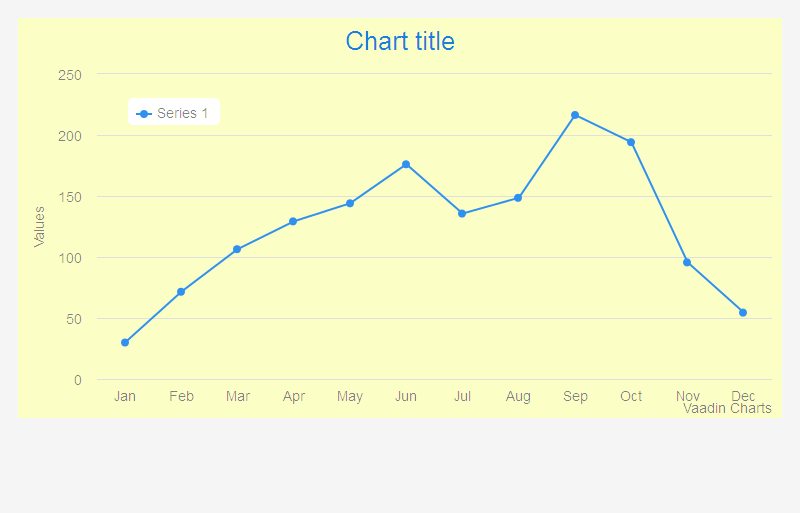 Chart title
250
Series 1
200
150
Values
100
50
0
Jan Feb Mar Apr May Jun Jul Aug Sep Oct Nov Dec
Vaadin Charts